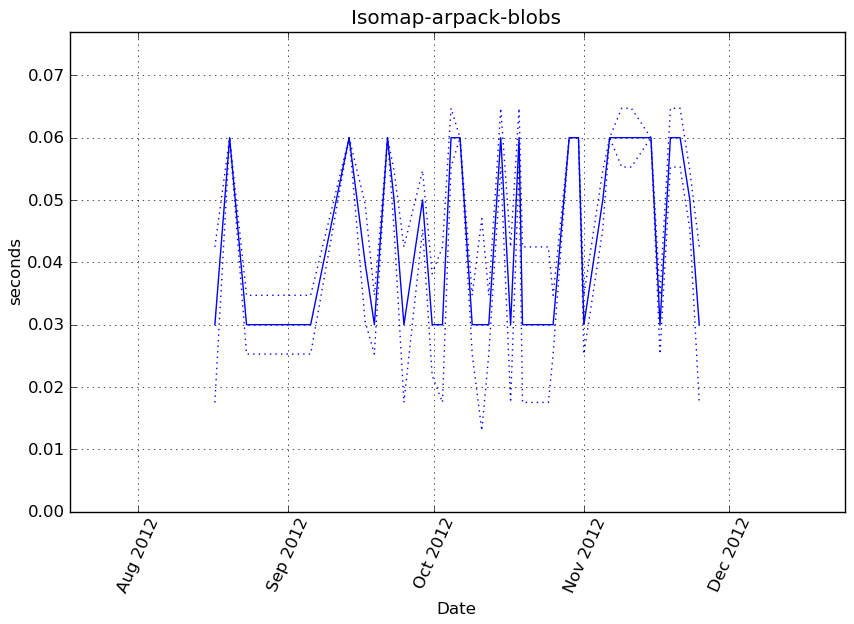 Isomap-arpack-blobs
0.07
0.06
0.05
0.04
0.03
0.02
0.01
0.00
seconds
Aug 2012
Sep 2012
Oct 2012
Nov 2012
Dec 2012
Date